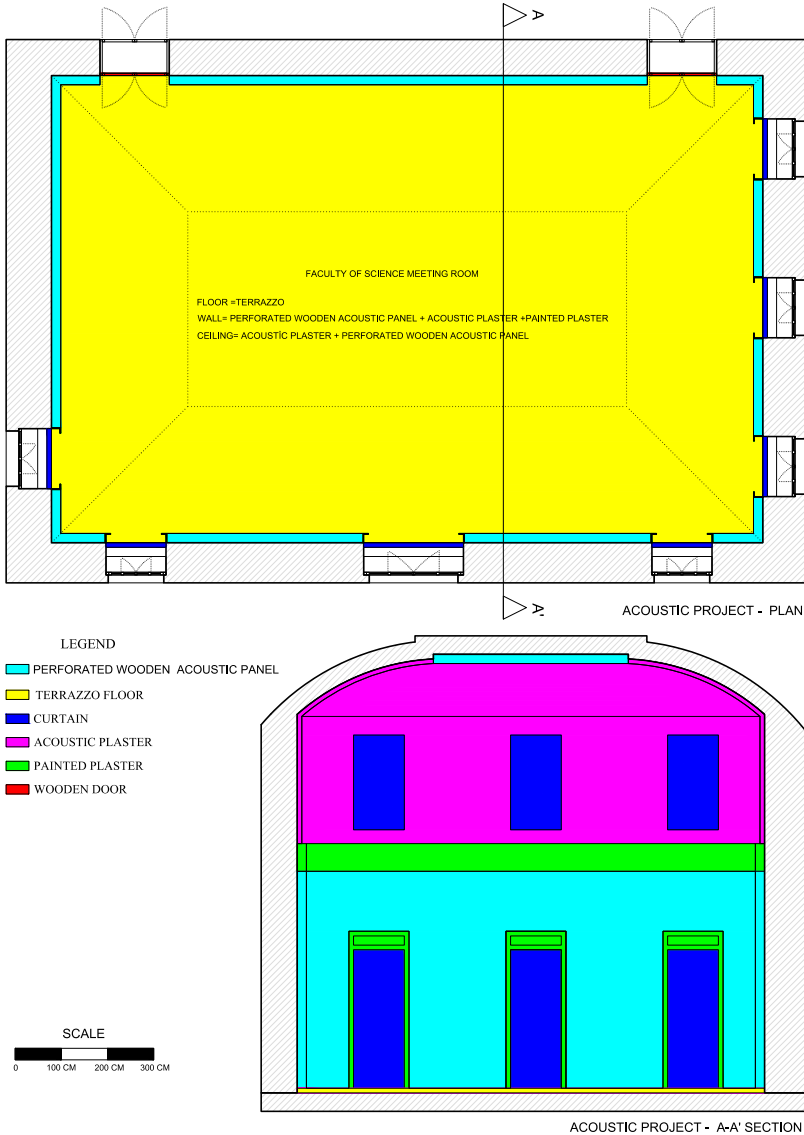 A
FACULTY OF SCIENCE MEETING ROOM
FLOOR =TERRAZZO
WALL= PERFORATED WOODEN ACOUSTIC PANEL + ACOUSTIC PLASTER +PAINTED PLASTER
CEILING= ACOUSTİC PLASTER + PERFORATED WOODEN ACOUSTIC PANEL
A'
ACOUSTIC PROJECT - PLAN
LEGEND
PERFORATED WOODEN ACOUSTIC PANEL
TERRAZZO FLOOR
CURTAIN
ACOUSTIC PLASTER
PAINTED PLASTER
WOODEN DOOR
SCALE
0 100 CM 200 CM 300 CM
ACOUSTIC PROJECT - A-A' SECTION